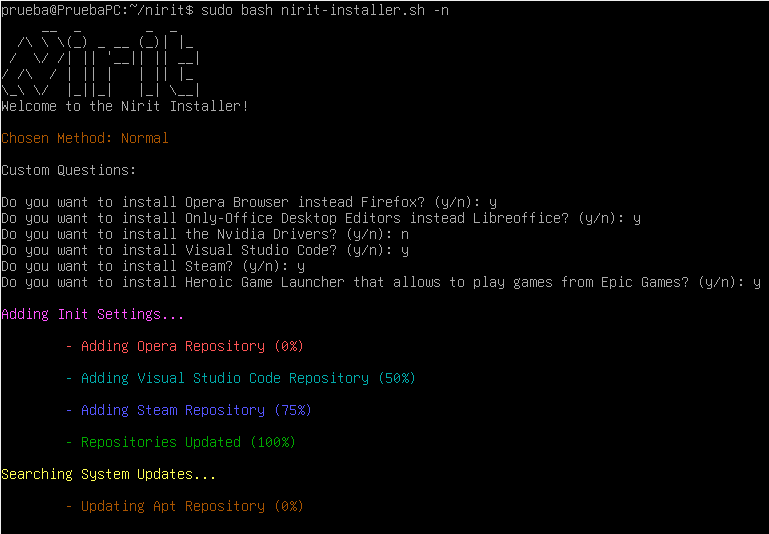 prueba@PruebaPC:~/nirit$ sudo bash nirit-installer.sh -n
Nirit
Welcome to the Nirit Installer!
Chosen Method: Normal
Custom Questions:
Do you want to install Opera Browser instead Firefox? (y/n): y
Do you want to install Only-Office Desktop Editors instead Libreoffice? (y/n): y
Do you want to install the Nvidia Drivers? (y/n): n
Do you want to install Visual Studio Code? (y/n): y
Do you want to install Steam? (y/n): y
Do you want to install Heroic Game Launcher that allows to play games from Epic Games? (y/n): y
Adding Init Settings...
- Adding Opera Repository (0%)
- Adding Visual Studio Code Repository (50%)
- Adding Steam Repository (75%)
- Repositories Updated (100%)
Searching System Updates...
- Updating Apt Repository (0%)